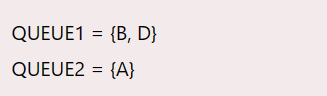 QUEUE1 = {B, D}
QUEUE2 = {A}